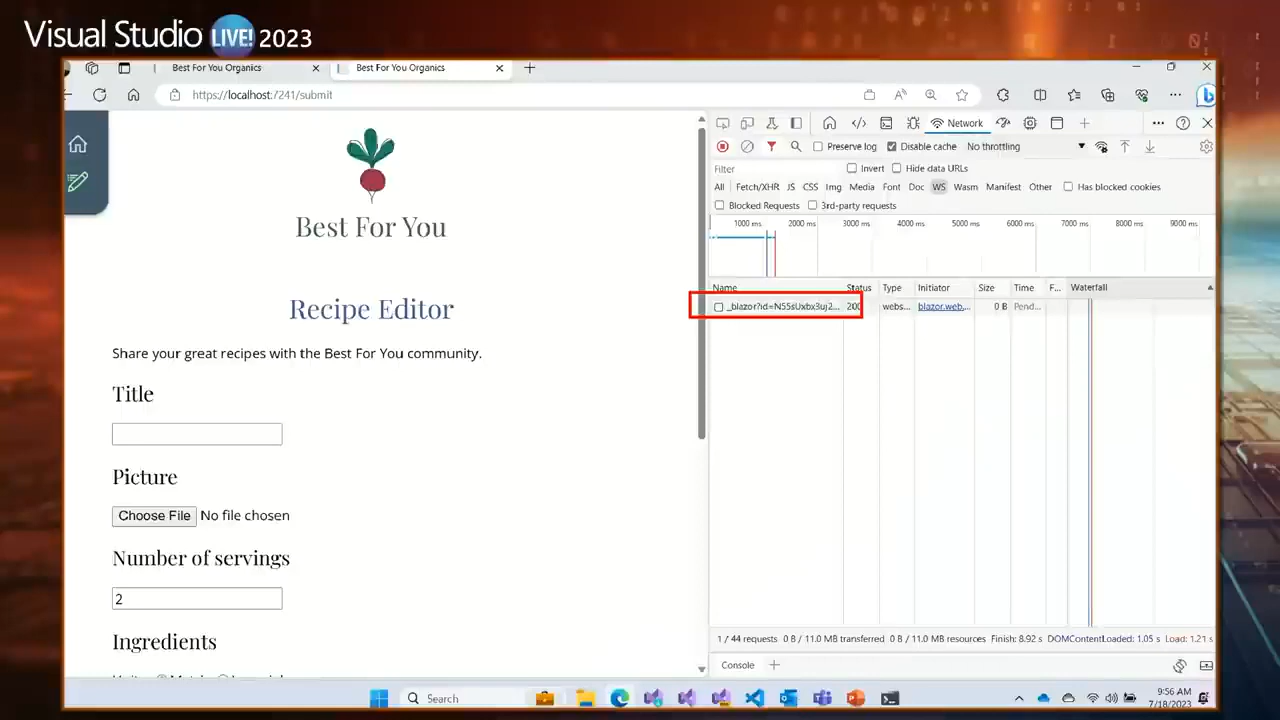 Visual Studio LIVE! 2023
Best For You Organics
Best For You Organics
https://localhost:7241/submit
Network
Preserve log
Disable cache
No throttling
Filter
Invert
Hide data URLs
All
Fetch/XHR
JS
CSS
Img
Media
Font
Doc
WS
Wasm
Manifest
Other
Has blocked cookies
Blocked Requests
3rd-party requests
1000 ms
2000 ms
3000 ms
4000 ms
5000 ms
6000 ms
7000 ms
8000 ms
9000 ms
Name
Status
Type
Initiator
Size
Time
F...
Waterfall
_blazor?id=N55sUxbx3uj2...
200
webs...
blazor.web....
0 B
Pend...
Best For You
Recipe Editor
Share your great recipes with the Best For You community.
Title
Picture
Choose File No file chosen
Number of servings
2
Ingredients
1 / 44 requests
0 B / 11.0 MB transferred
0 B / 11.0 MB resources
Finish: 8.92 s
DOMContentLoaded: 1.05 s
Load: 1.21 s
Console
Search
9:56 AM
7/18/2023